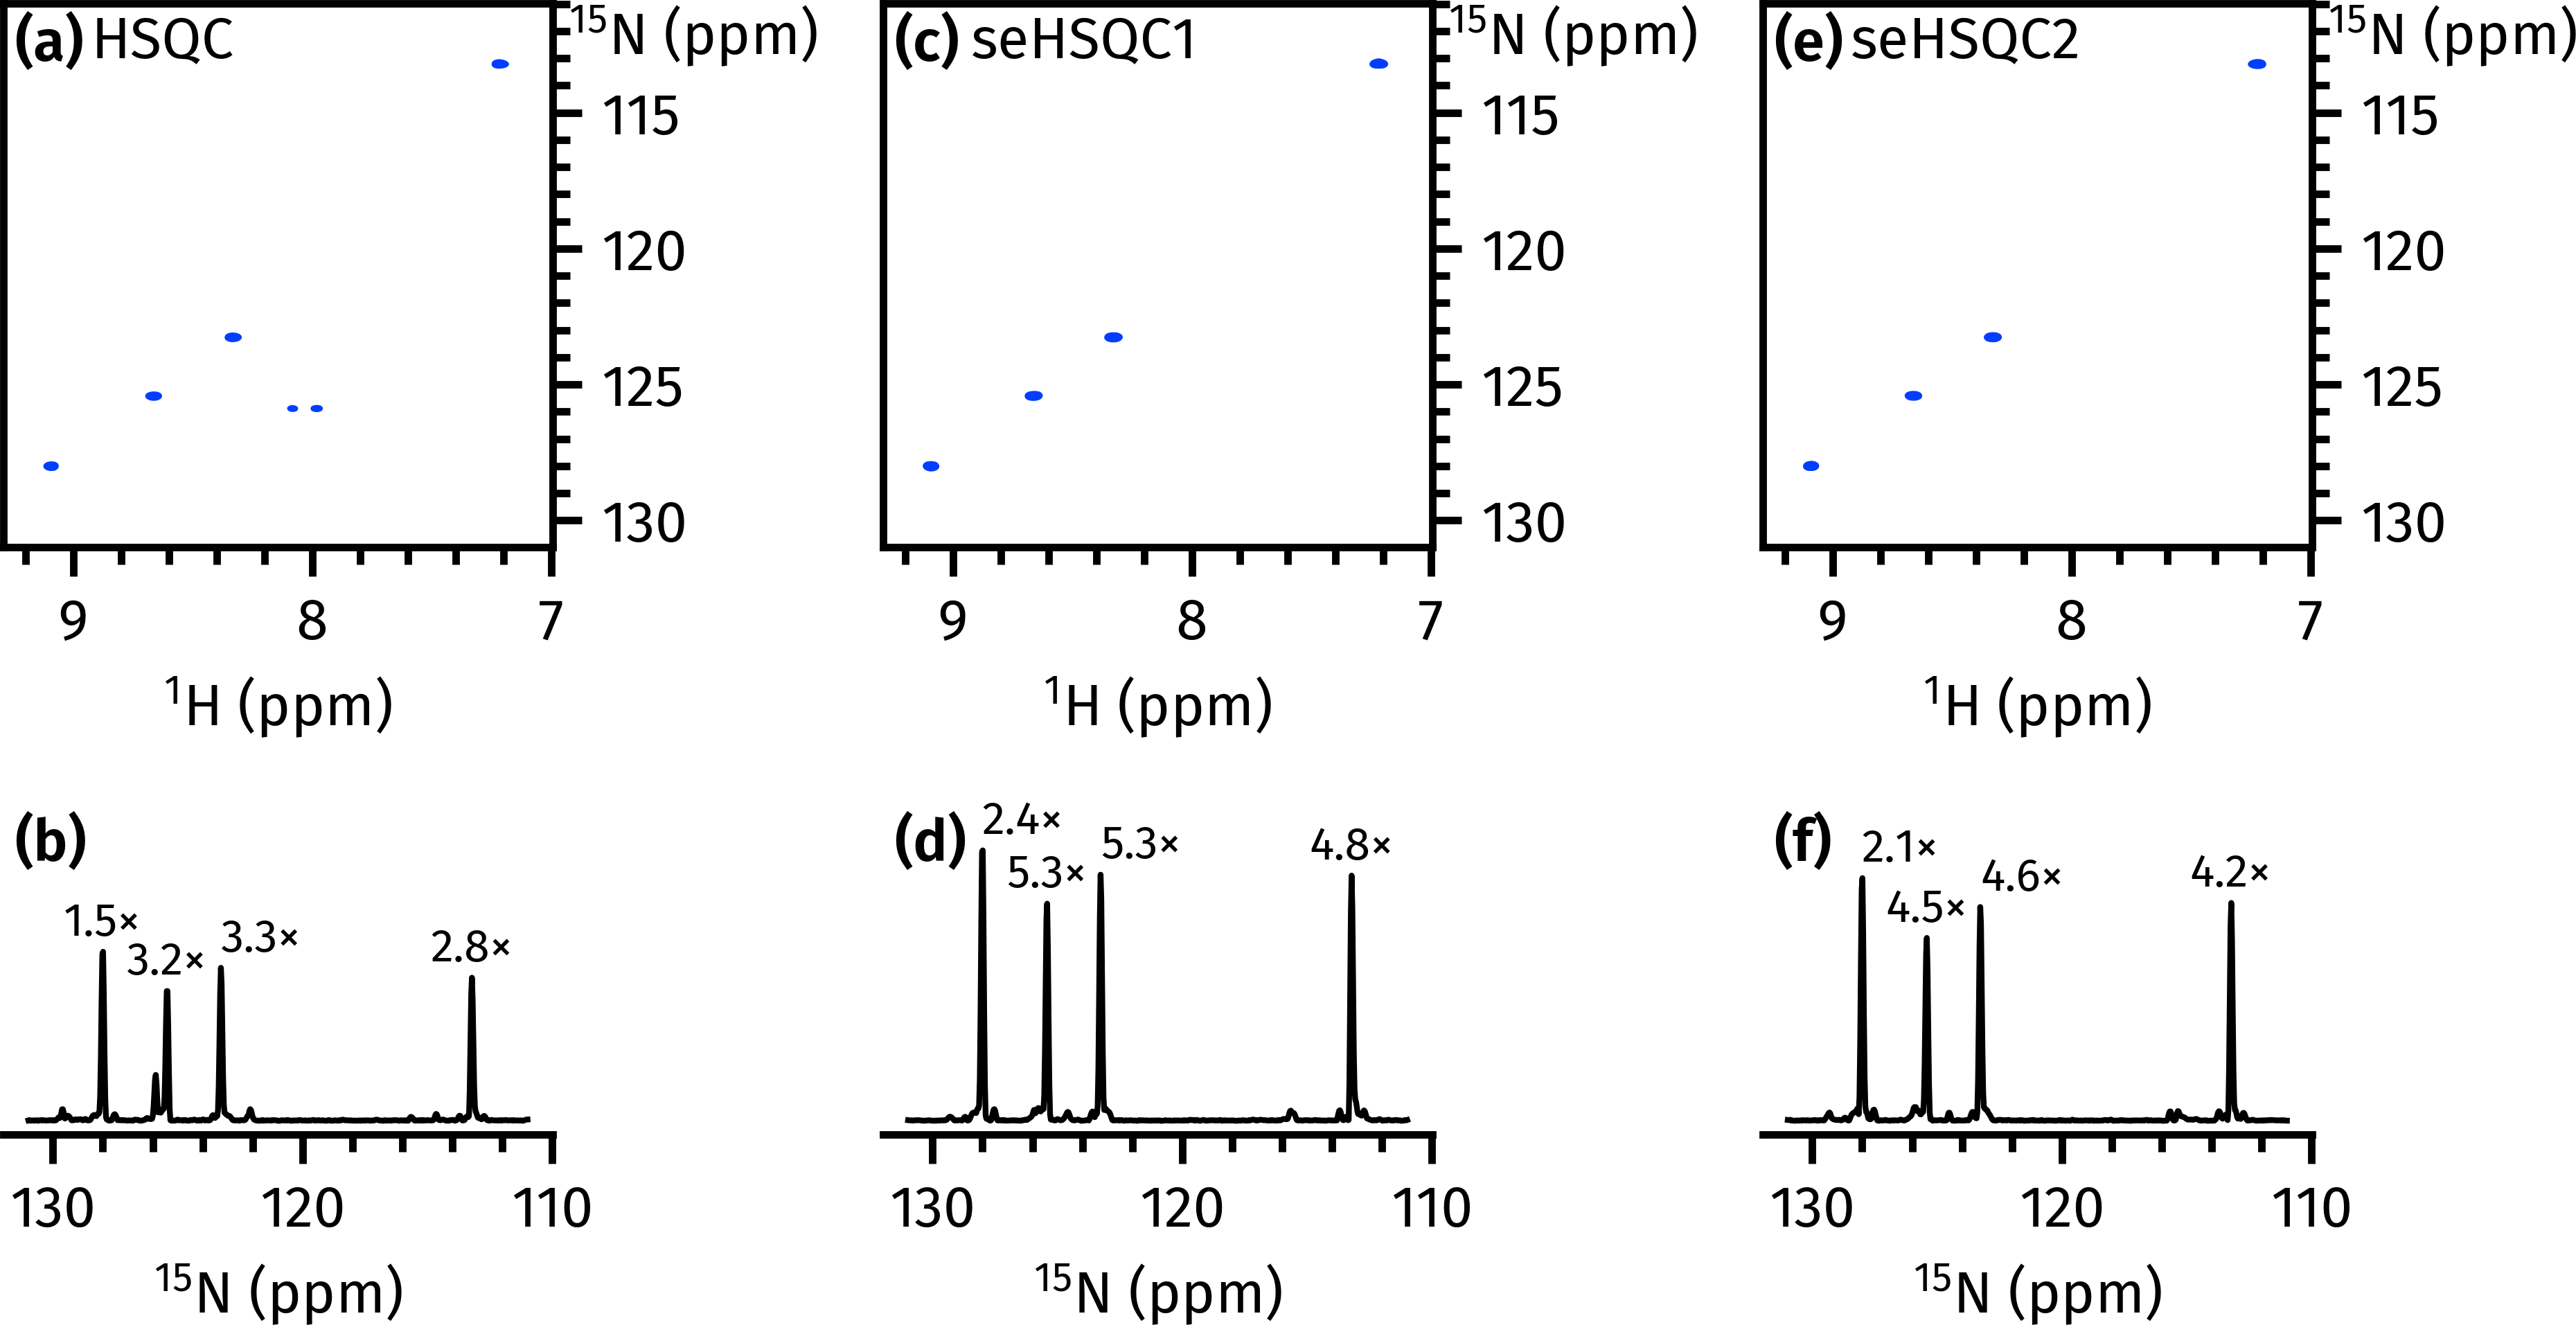 (a) HSQC
¹⁵N (ppm)
115
120
125
130
9 8 7
¹H (ppm)
(c) seHSQC1
¹⁵N (ppm)
115
120
125
130
9 8 7
¹H (ppm)
(e) seHSQC2
¹⁵N (ppm)
115
120
125
130
9 8 7
¹H (ppm)
(b)
1.5×
3.2×
3.3×
2.8×
130 120 110
¹⁵N (ppm)
(d)
2.4×
5.3×
5.3×
4.8×
130 120 110
¹⁵N (ppm)
(f)
2.1×
4.5×
4.6×
4.2×
130 120 110
¹⁵N (ppm)